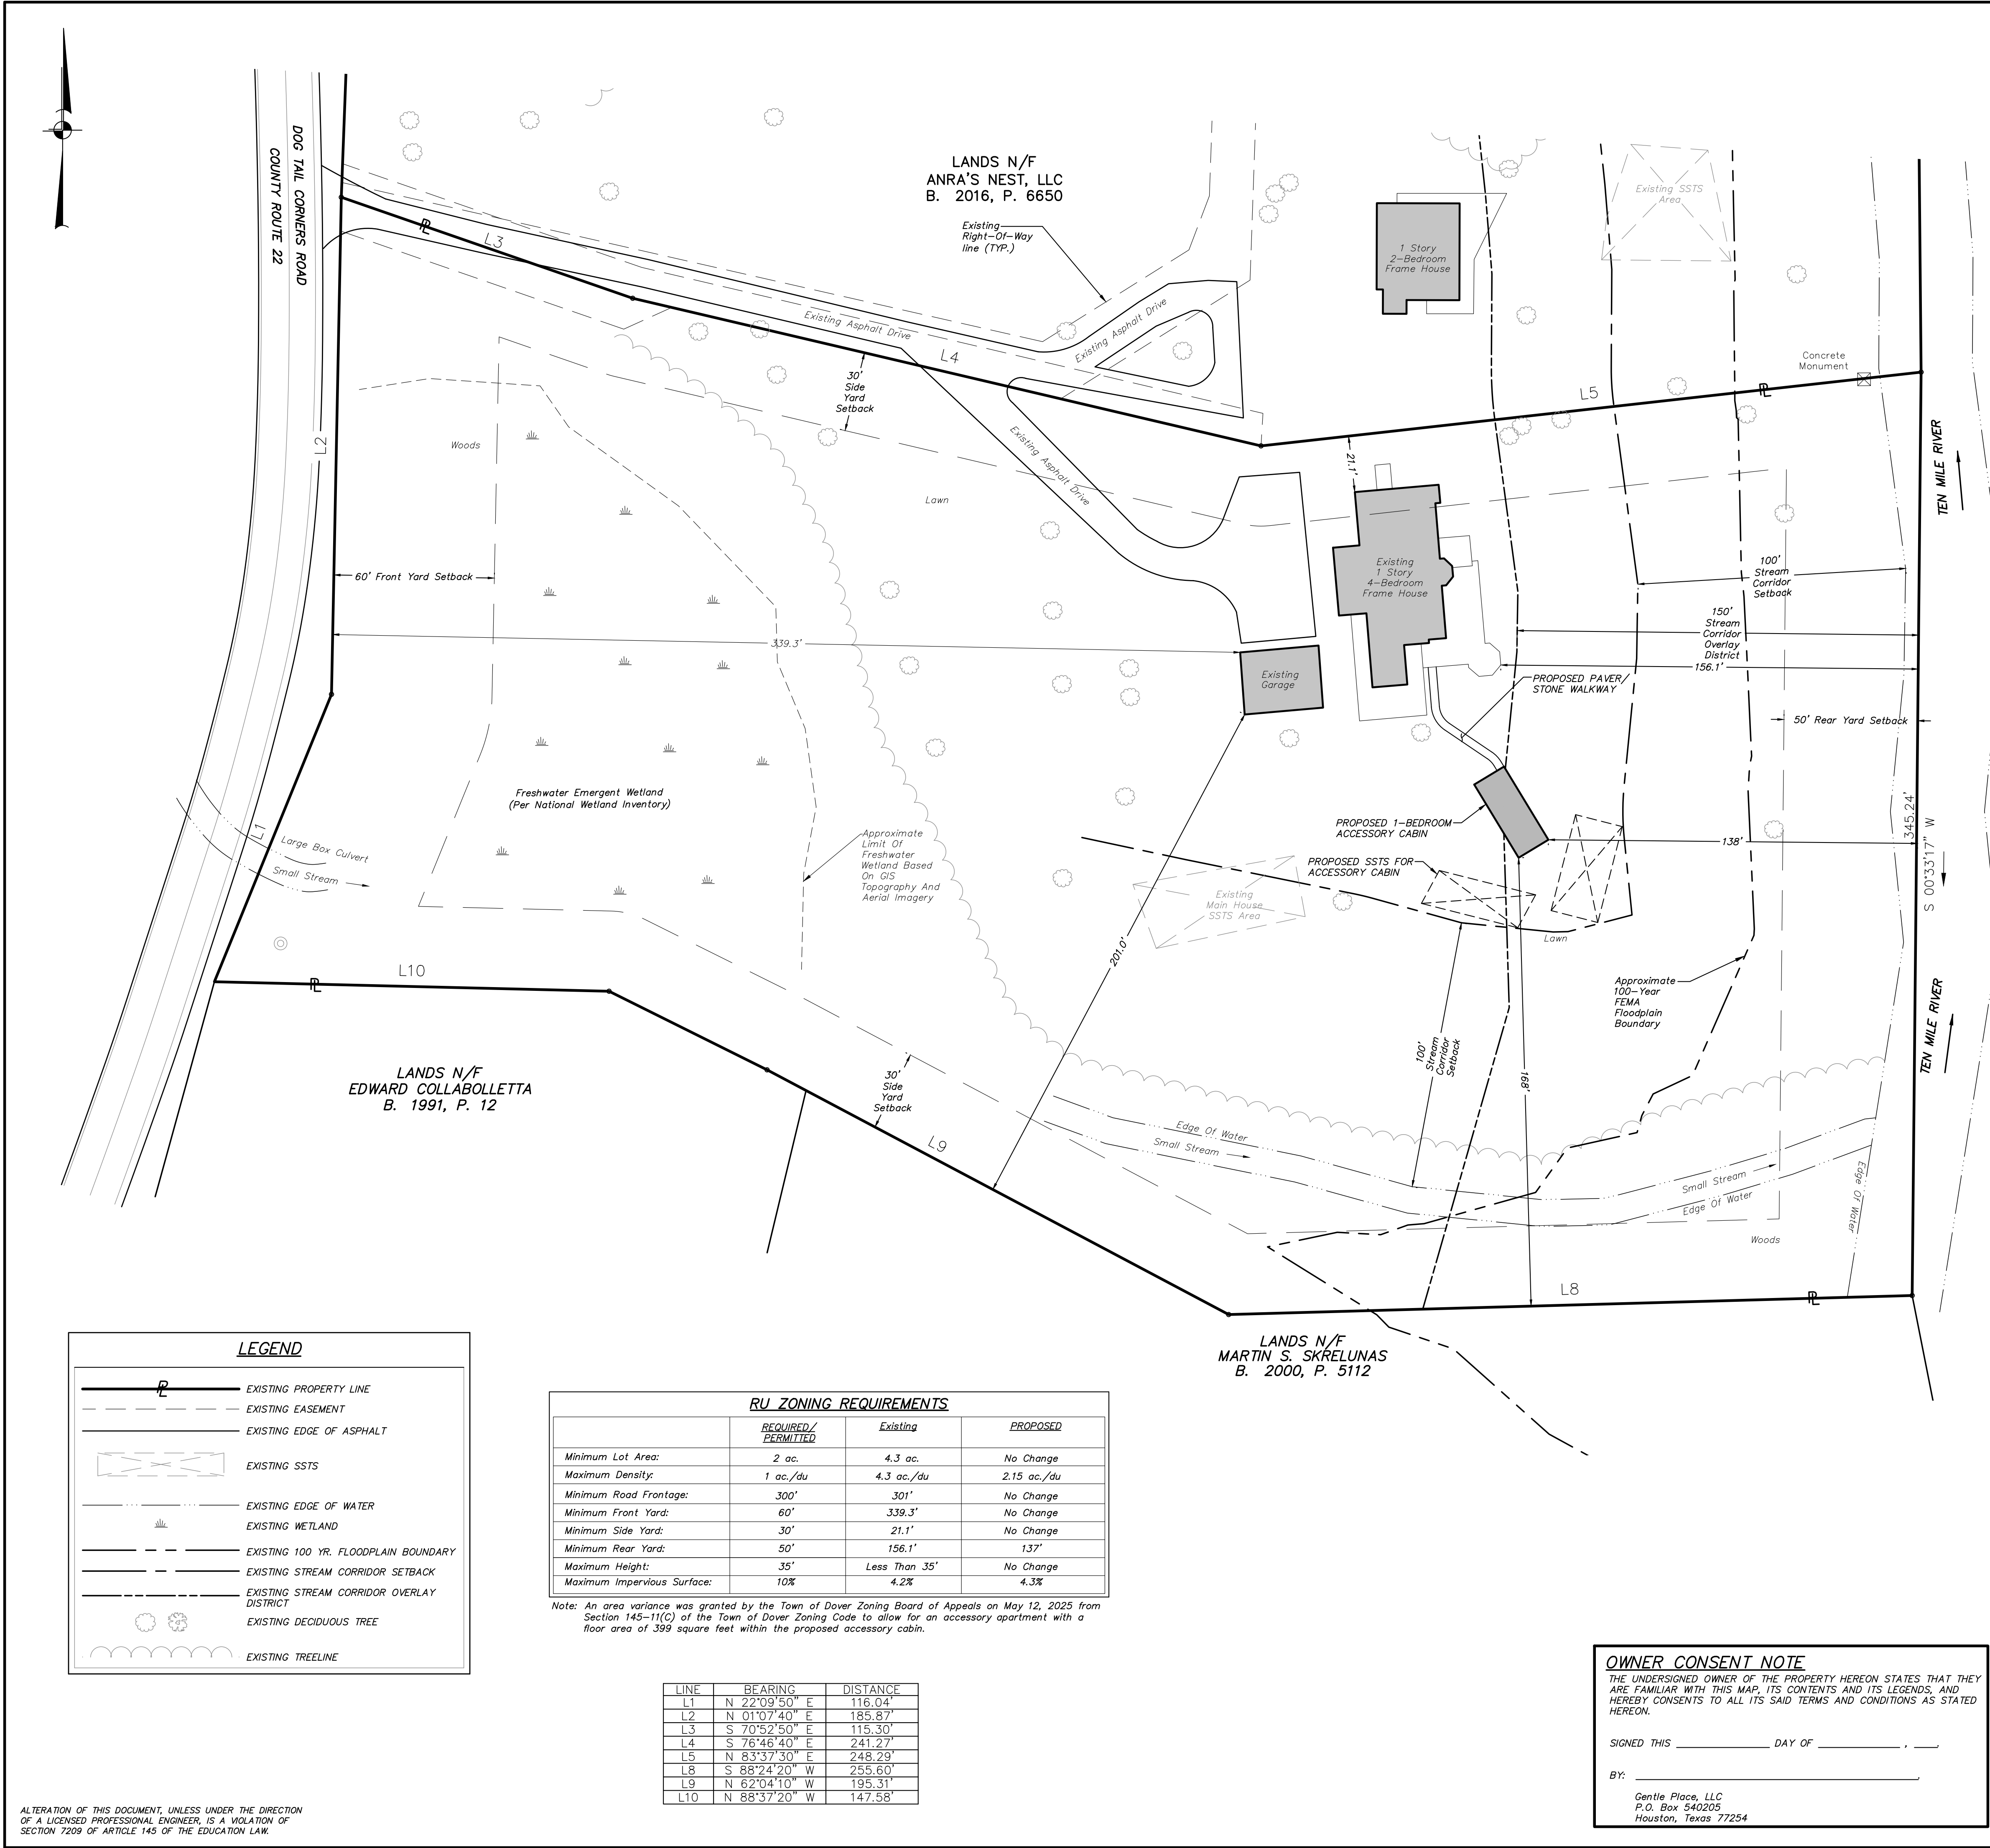 DOG TAIL CORNERS ROAD
COUNTY ROUTE 22
LANDS N/F
ANRA'S NEST, LLC
B. 2016, P. 6650
Existing
Right-Of-Way
line (TYP.)
1 Story
2-Bedroom
Frame House
Existing SSTS
Area
Concrete
Monument
L3
Existing Asphalt Drive
L4
Existing Asphalt Drive
L5
30'
Side
Yard
Setback
Existing Asphalt Drive
21.1'
L2
Woods
Lawn
TEN MILE RIVER
60' Front Yard Setback
Existing
1 Story
4-Bedroom
Frame House
100'
Stream
Corridor
Setback
150'
Stream
Corridor
Overlay
District
156.1'
339.3'
Existing
Garage
PROPOSED PAVER/
STONE WALKWAY
50' Rear Yard Setback
Freshwater Emergent Wetland
(Per National Wetland Inventory)
PROPOSED 1-BEDROOM
ACCESSORY CABIN
138'
345.24'
S 00°33'17" W
L1
Large Box Culvert
Small Stream
Approximate
Limit Of
Freshwater
Wetland Based
On GIS
Topography And
Aerial Imagery
PROPOSED SSTS FOR
ACCESSORY CABIN
Existing
Main House
SSTS Area
Lawn
201.0'
L10
Approximate
100-Year
FEMA
Floodplain
Boundary
TEN MILE RIVER
LANDS N/F
EDWARD COLLABOLLETTA
B. 1991, P. 12
30'
Side
Yard
Setback
100'
Stream
Corridor
Setback
168'
L9
Edge Of Water
Small Stream
Small Stream
Edge Of Water
Edge Of Water
Woods
L8
LANDS N/F
MARTIN S. SKRELUNAS
B. 2000, P. 5112
LEGEND
EXISTING PROPERTY LINE
EXISTING EASEMENT
EXISTING EDGE OF ASPHALT
EXISTING SSTS
EXISTING EDGE OF WATER
EXISTING WETLAND
EXISTING 100 YR. FLOODPLAIN BOUNDARY
EXISTING STREAM CORRIDOR SETBACK
EXISTING STREAM CORRIDOR OVERLAY
DISTRICT
EXISTING DECIDUOUS TREE
EXISTING TREELINE
RU ZONING REQUIREMENTS
REQUIRED/
PERMITTED Existing PROPOSED
Minimum Lot Area: 2 ac. 4.3 ac. No Change
Maximum Density: 1 ac./du 4.3 ac./du 2.15 ac./du
Minimum Road Frontage: 300' 301' No Change
Minimum Front Yard: 60' 339.3' No Change
Minimum Side Yard: 30' 21.1' No Change
Minimum Rear Yard: 50' 156.1' 137'
Maximum Height: 35' Less Than 35' No Change
Maximum Impervious Surface: 10% 4.2% 4.3%
Note: An area variance was granted by the Town of Dover Zoning Board of Appeals on May 12, 2025 from
Section 145-11(C) of the Town of Dover Zoning Code to allow for an accessory apartment with a
floor area of 399 square feet within the proposed accessory cabin.
LINE BEARING DISTANCE
L1 N 22°09'50" E 116.04'
L2 N 01°07'40" E 185.87'
L3 S 70°52'50" E 115.30'
L4 S 76°46'40" E 241.27'
L5 N 83°37'30" E 248.29'
L8 S 88°24'20" W 255.60'
L9 N 62°04'10" W 195.31'
L10 N 88°37'20" W 147.58'
OWNER CONSENT NOTE
THE UNDERSIGNED OWNER OF THE PROPERTY HEREON STATES THAT THEY
ARE FAMILIAR WITH THIS MAP, ITS CONTENTS AND ITS LEGENDS, AND
HEREBY CONSENTS TO ALL ITS SAID TERMS AND CONDITIONS AS STATED
HEREON.
SIGNED THIS ____ DAY OF ____, ____,
BY: ____,
Gentle Place, LLC
P.O. Box 540205
Houston, Texas 77254
ALTERATION OF THIS DOCUMENT, UNLESS UNDER THE DIRECTION
OF A LICENSED PROFESSIONAL ENGINEER, IS A VIOLATION OF
SECTION 7209 OF ARTICLE 145 OF THE EDUCATION LAW.